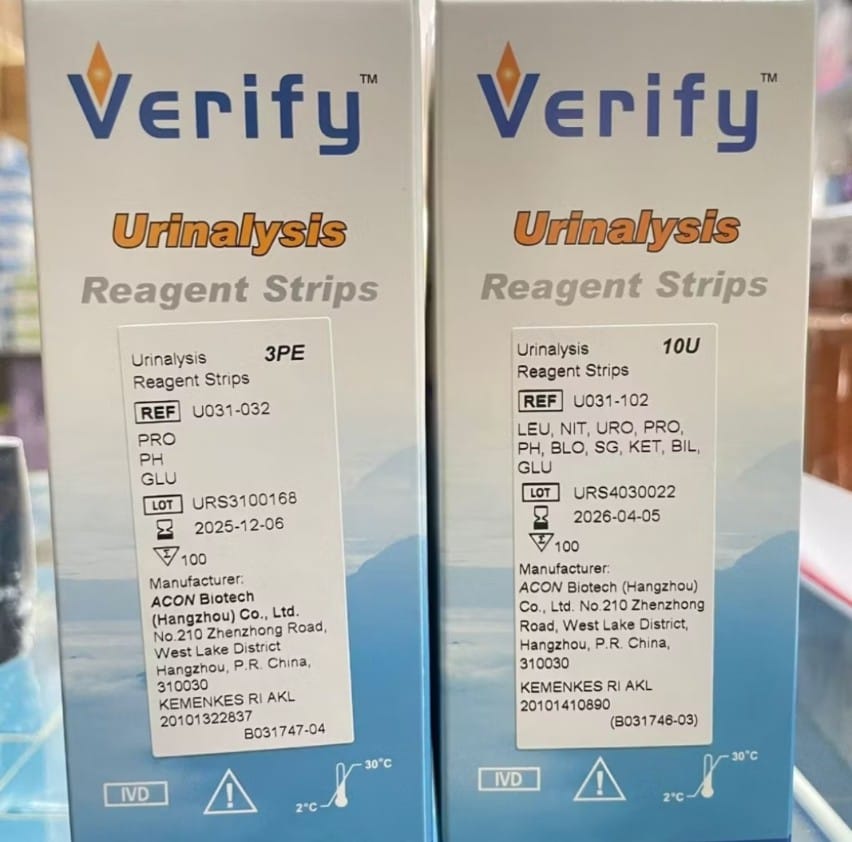 Verify™
Urinalysis
Reagent Strips
Urinalysis 3PE
Reagent Strips
REF U031-032
PRO
PH
GLU
LOT URS3100168
2025-12-06
Σ 100
Manufacturer:
ACON Biotech
(Hangzhou) Co., Ltd.
No.210 Zhenzhong Road,
West Lake District
Hangzhou, P.R. China,
310030
KEMENKES RI AKL
20101322837
B031747-04
IVD
!
2°C
30°C
Verify™
Urinalysis
Reagent Strips
Urinalysis 10U
Reagent Strips
REF U031-102
LEU, NIT, URO, PRO,
PH, BLO, SG, KET, BIL,
GLU
LOT URS4030022
2026-04-05
Σ 100
Manufacturer:
ACON Biotech (Hangzhou)
Co., Ltd. No.210 Zhenzhong
Road, West Lake District,
Hangzhou, P.R. China,
310030
KEMENKES RI AKL
20101410890
(B031746-03)
IVD
!
2°C
30°C